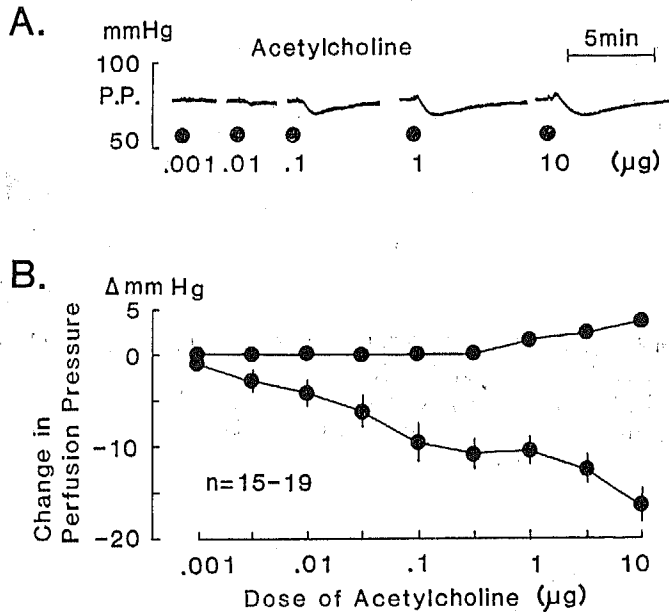 A.
mmHg
Acetylcholine
5min
100
P.P.
50
.001 .01 .1 1 10 (µg)
B.
Δmm Hg
5
0
-10
-20
Change in
Perfusion Pressure
n=15-19
.001 .01 .1 1 10
Dose of Acetylcholine (µg)